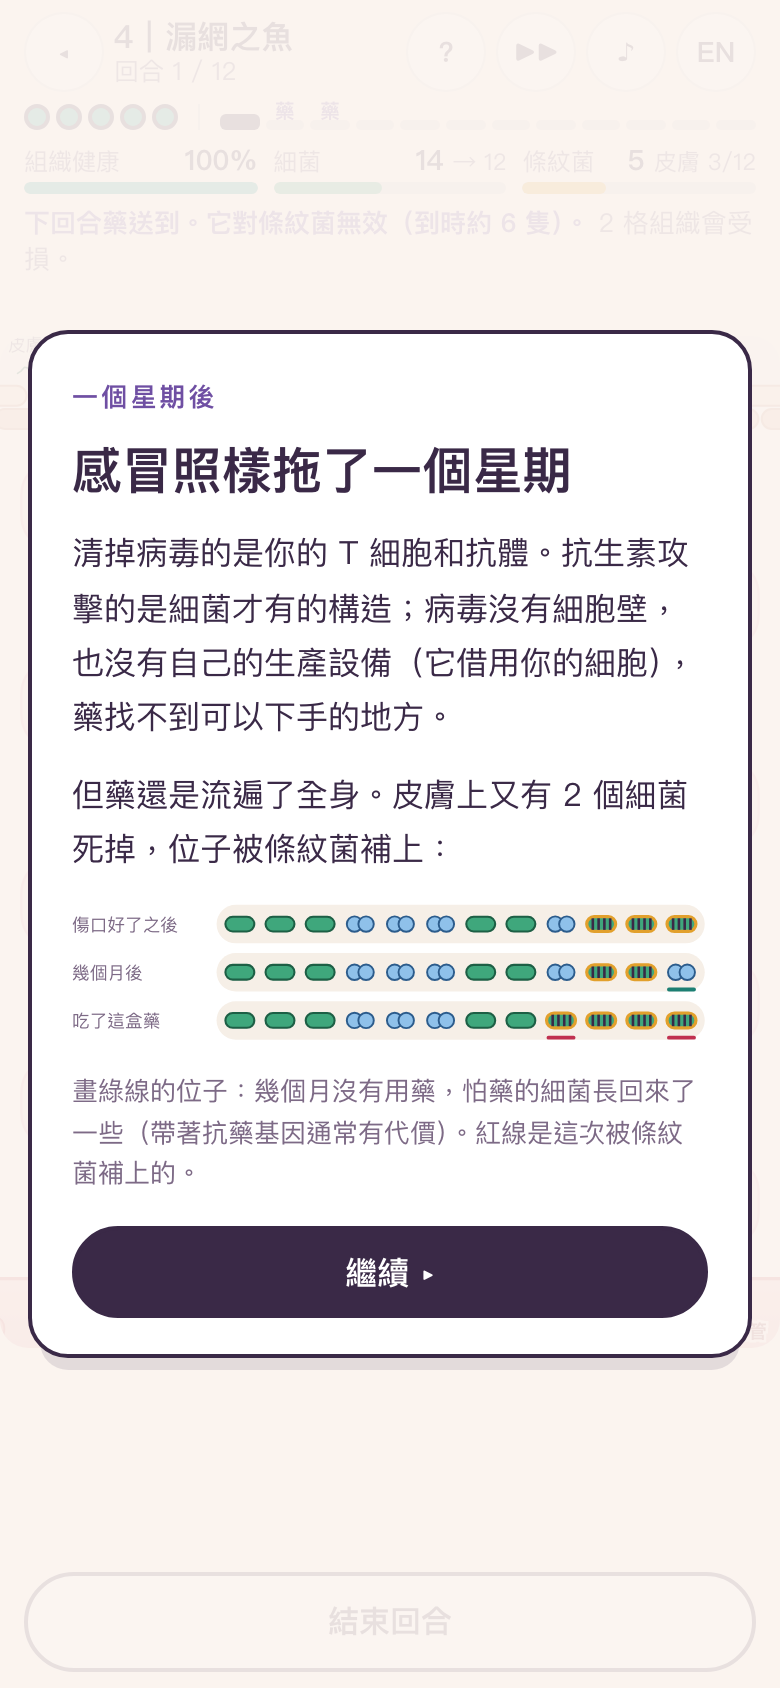 4｜漏網之魚
回合 1 / 12
?
EN
藥 藥
組織健康 100%
細菌 14 → 12
條紋菌 5 皮膚 3/12
下回合藥送到。它對條紋菌無效（到時約 6 隻）。 2 格組織會受
損。
一個星期後
感冒照樣拖了一個星期
清掉病毒的是你的 T 細胞和抗體。抗生素攻
擊的是細菌才有的構造；病毒沒有細胞壁，
也沒有自己的生產設備（它借用你的細胞），
藥找不到可以下手的地方。
但藥還是流遍了全身。皮膚上又有 2 個細菌
死掉，位子被條紋菌補上：
傷口好了之後
幾個月後
吃了這盒藥
畫綠線的位子：幾個月沒有用藥，怕藥的細菌長回來了
一些（帶著抗藥基因通常有代價）。紅線是這次被條紋
菌補上的。
繼續 ▸
結束回合